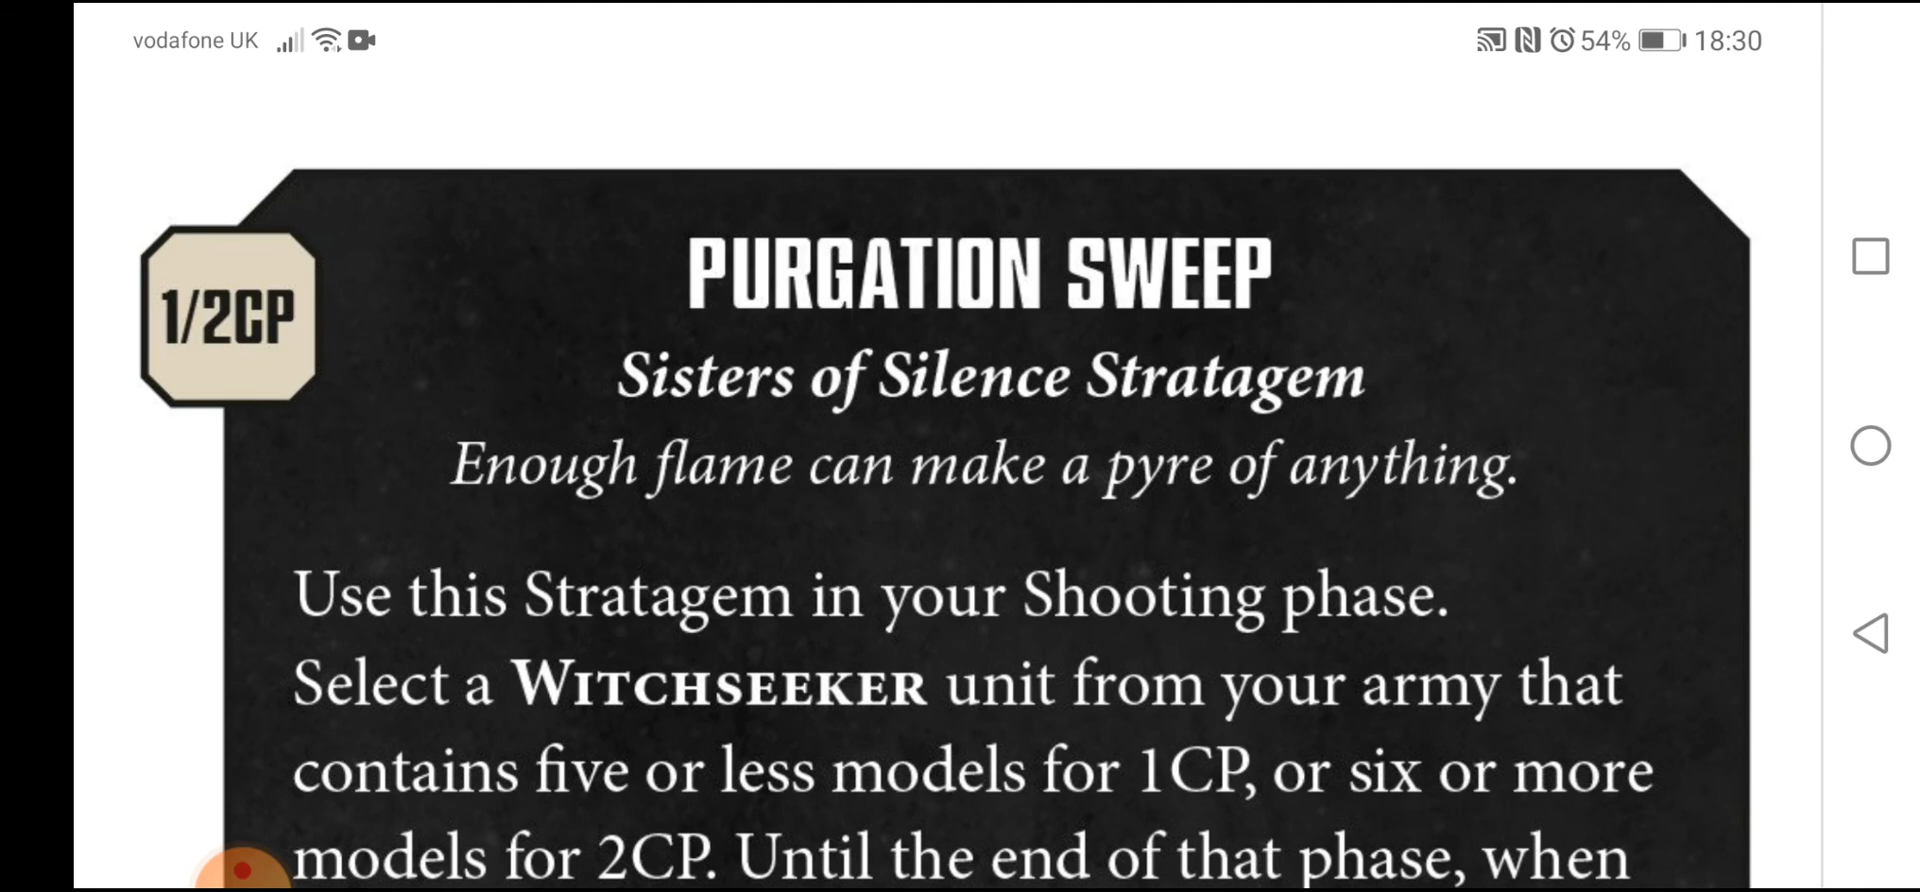 vodafone UK
54% 18:30
1/2CP
PURGATION SWEEP
Sisters of Silence Stratagem
Enough flame can make a pyre of anything.
Use this Stratagem in your Shooting phase.
Select a WITCHSEEKER unit from your army that
contains five or less models for 1CP, or six or more
models for 2CP. Until the end of that phase, when